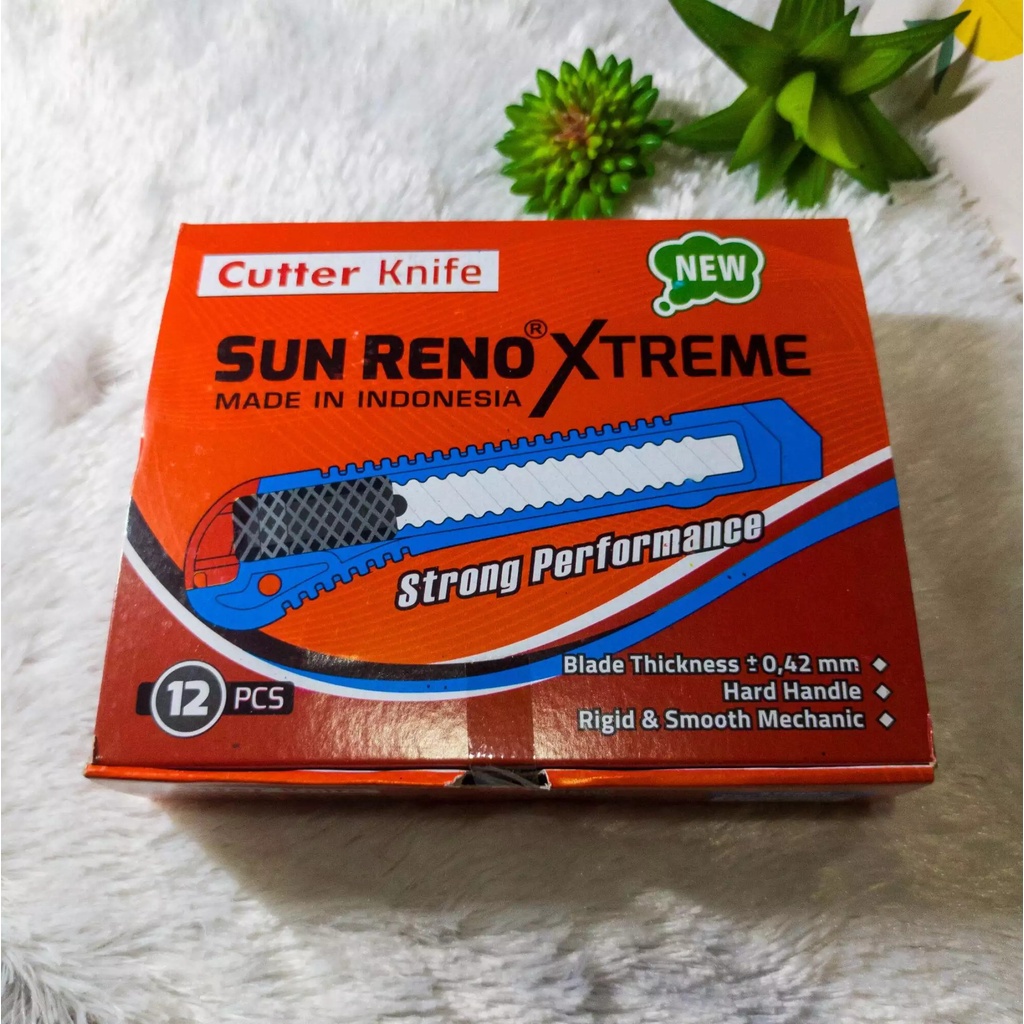 Cutter Knife
NEW
SUN RENO® XTREME
MADE IN INDONESIA
Strong Performance
12 PCS
Blade Thickness ±0,42 mm
Hard Handle
Rigid & Smooth Mechanic